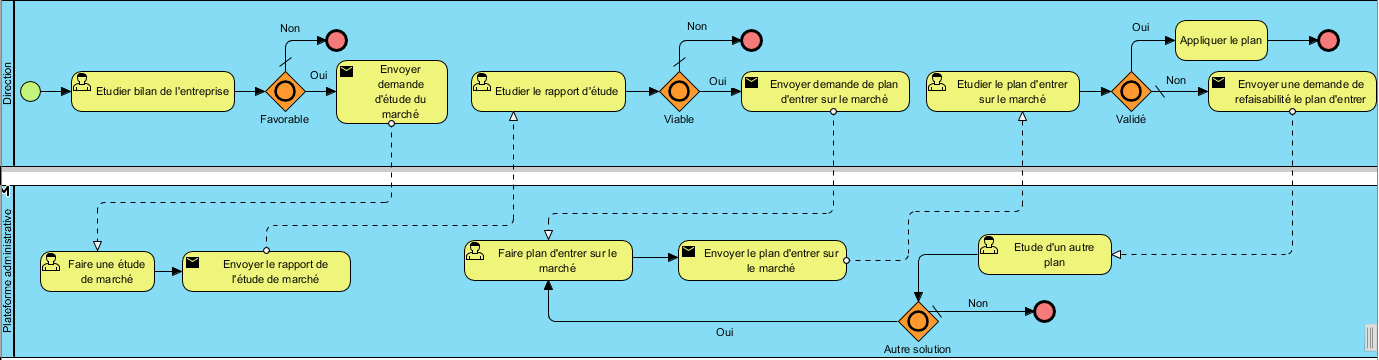 Direction
Etudier bilan de l'entreprise
Favorable
Non
Oui
Envoyer
demande
d'étude du
marché
Etudier le rapport d'étude
Viable
Non
Oui
Envoyer demande de plan
d'entrer sur le marché
Etudier le plan d'entrer
sur le marché
Validé
Oui
Appliquer le plan
Non
Envoyer une demande de
refaisabilité le plan d'entrer
Plateforme administrative
Faire une étude
de marché
Envoyer le rapport de
l'étude de marché
Faire plan d'entrer sur le
marché
Envoyer le plan d'entrer sur
le marché
Etude d'un autre
plan
Non
Oui
Autre solution